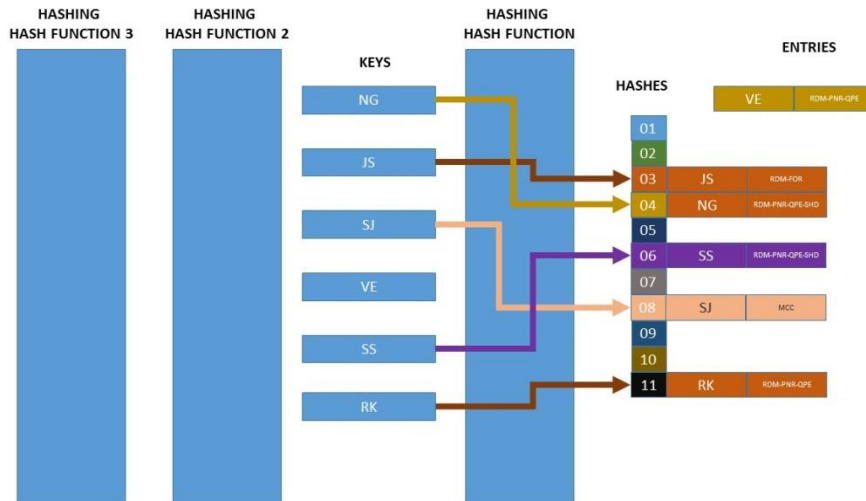 HASHING
HASH FUNCTION 3
HASHING
HASH FUNCTION 2
HASHING
HASH FUNCTION
KEYS
NG
JS
SJ
VE
SS
RK
HASHES
ENTRIES
VE RDM-PNR-QPE
01
02
03 JS RDM-FOR
04 NG RDM-PNR-QPE-SHD
05
06 SS RDM-PNR-QPE-SHD
07
08 SJ MCC
09
10
11 RK RDM-PNR-QPE